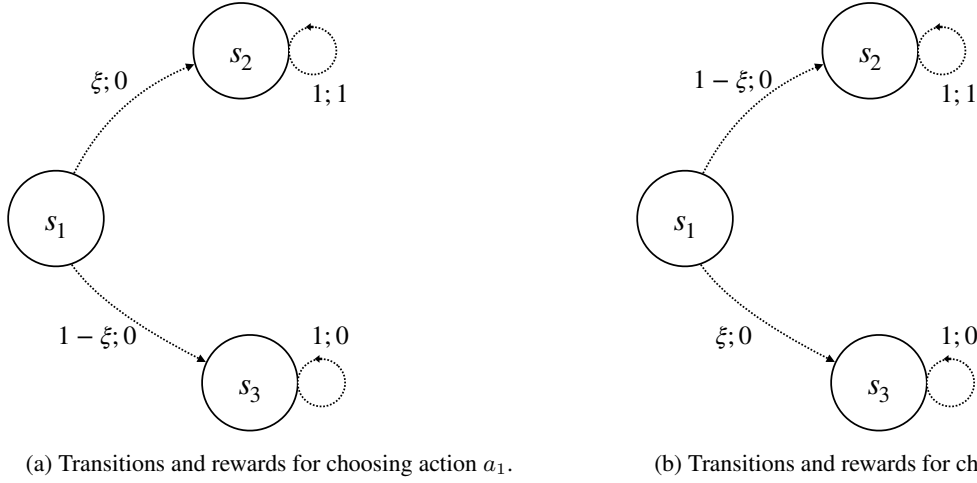 s₂
ξ; 0
1; 1
s₁
1 − ξ; 0
1; 0
s₃
(a) Transitions and rewards for choosing action a₁.
s₂
1 − ξ; 0
1; 1
s₁
ξ; 0
1; 0
s₃
(b) Transitions and rewards for ch